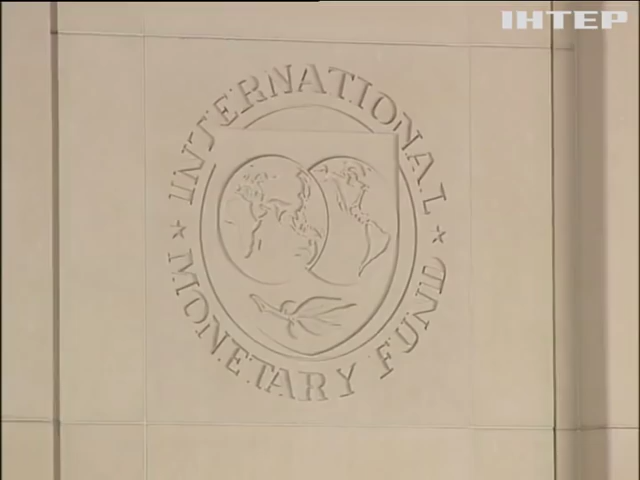 ІНТЕР
INTERNATIONAL
★ MONETARY FUND ★